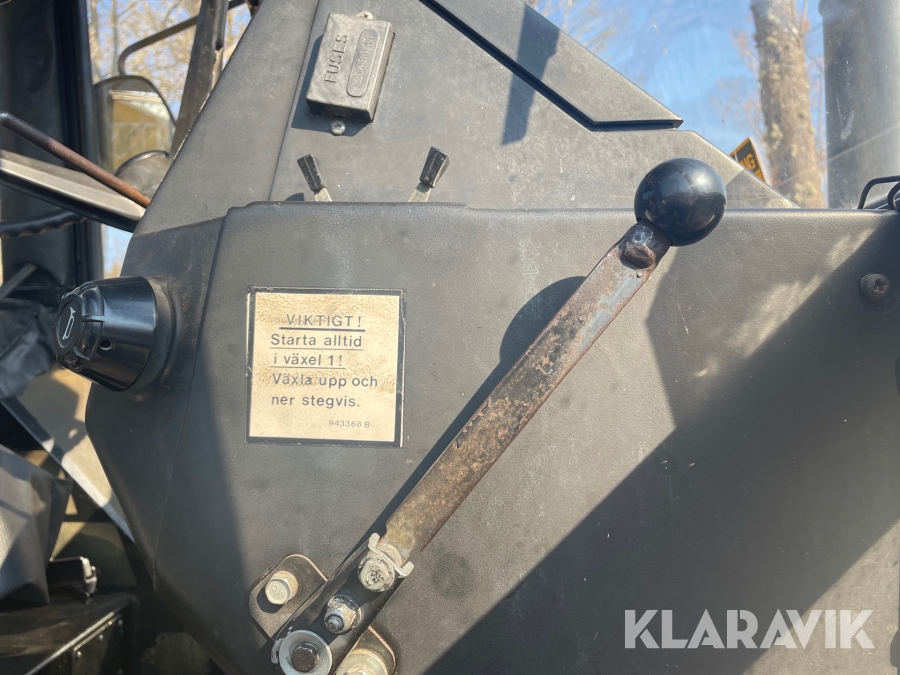 FUSES
VIKTIGT!
Starta alltid
i växel 1!
Växla upp och
ner stegvis.
943368 B
KLARAVIK